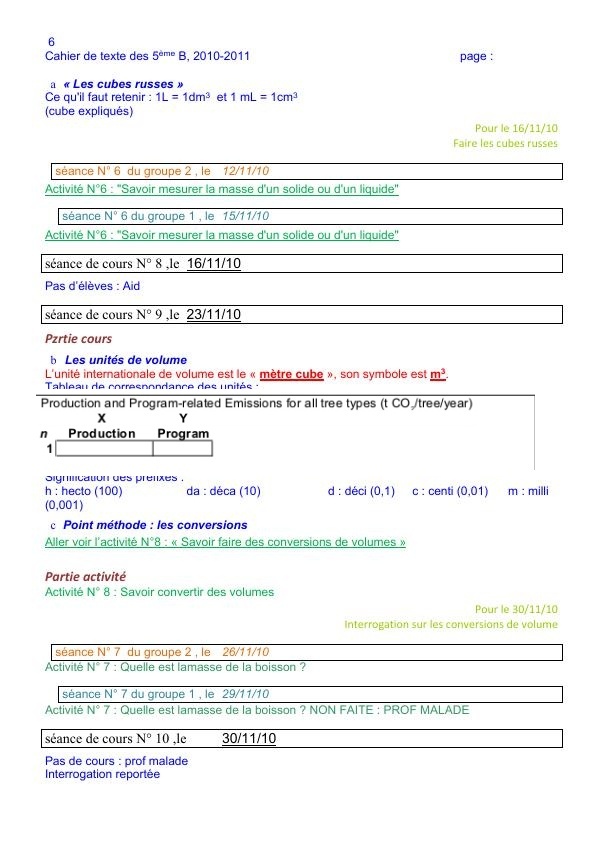 6
Cahier de texte des 5ème B, 2010-2011 page :
a « Les cubes russes »
Ce qu'il faut retenir : 1L = 1dm³ et 1 mL = 1cm³
(cube expliqués)
Pour le 16/11/10
Faire les cubes russes
séance N° 6 du groupe 2 , le 12/11/10
Activité N°6 : "Savoir mesurer la masse d'un solide ou d'un liquide"
séance N° 6 du groupe 1 , le 15/11/10
Activité N°6 : "Savoir mesurer la masse d'un solide ou d'un liquide"
séance de cours N° 8 ,le 16/11/10
Pas d’élèves : Aid
séance de cours N° 9 ,le 23/11/10
Pzrtie cours
b Les unités de volume
L’unité internationale de volume est le « mètre cube », son symbole est m³.
Tableau de correspondance des unités :
Production and Program-related Emissions for all tree types (t CO₂/tree/year)
X Y
n Production Program
1
Signification des préfixes :
h : hecto (100) da : déca (10) d : déci (0,1) c : centi (0,01) m : milli
(0,001)
c Point méthode : les conversions
Aller voir l’activité N°8 : « Savoir faire des conversions de volumes »
Partie activité
Activité N° 8 : Savoir convertir des volumes
Pour le 30/11/10
Interrogation sur les conversions de volume
séance N° 7 du groupe 2 , le 26/11/10
Activité N° 7 : Quelle est lamasse de la boisson ?
séance N° 7 du groupe 1 , le 29/11/10
Activité N° 7 : Quelle est lamasse de la boisson ? NON FAITE : PROF MALADE
séance de cours N° 10 ,le 30/11/10
Pas de cours : prof malade
Interrogation reportée